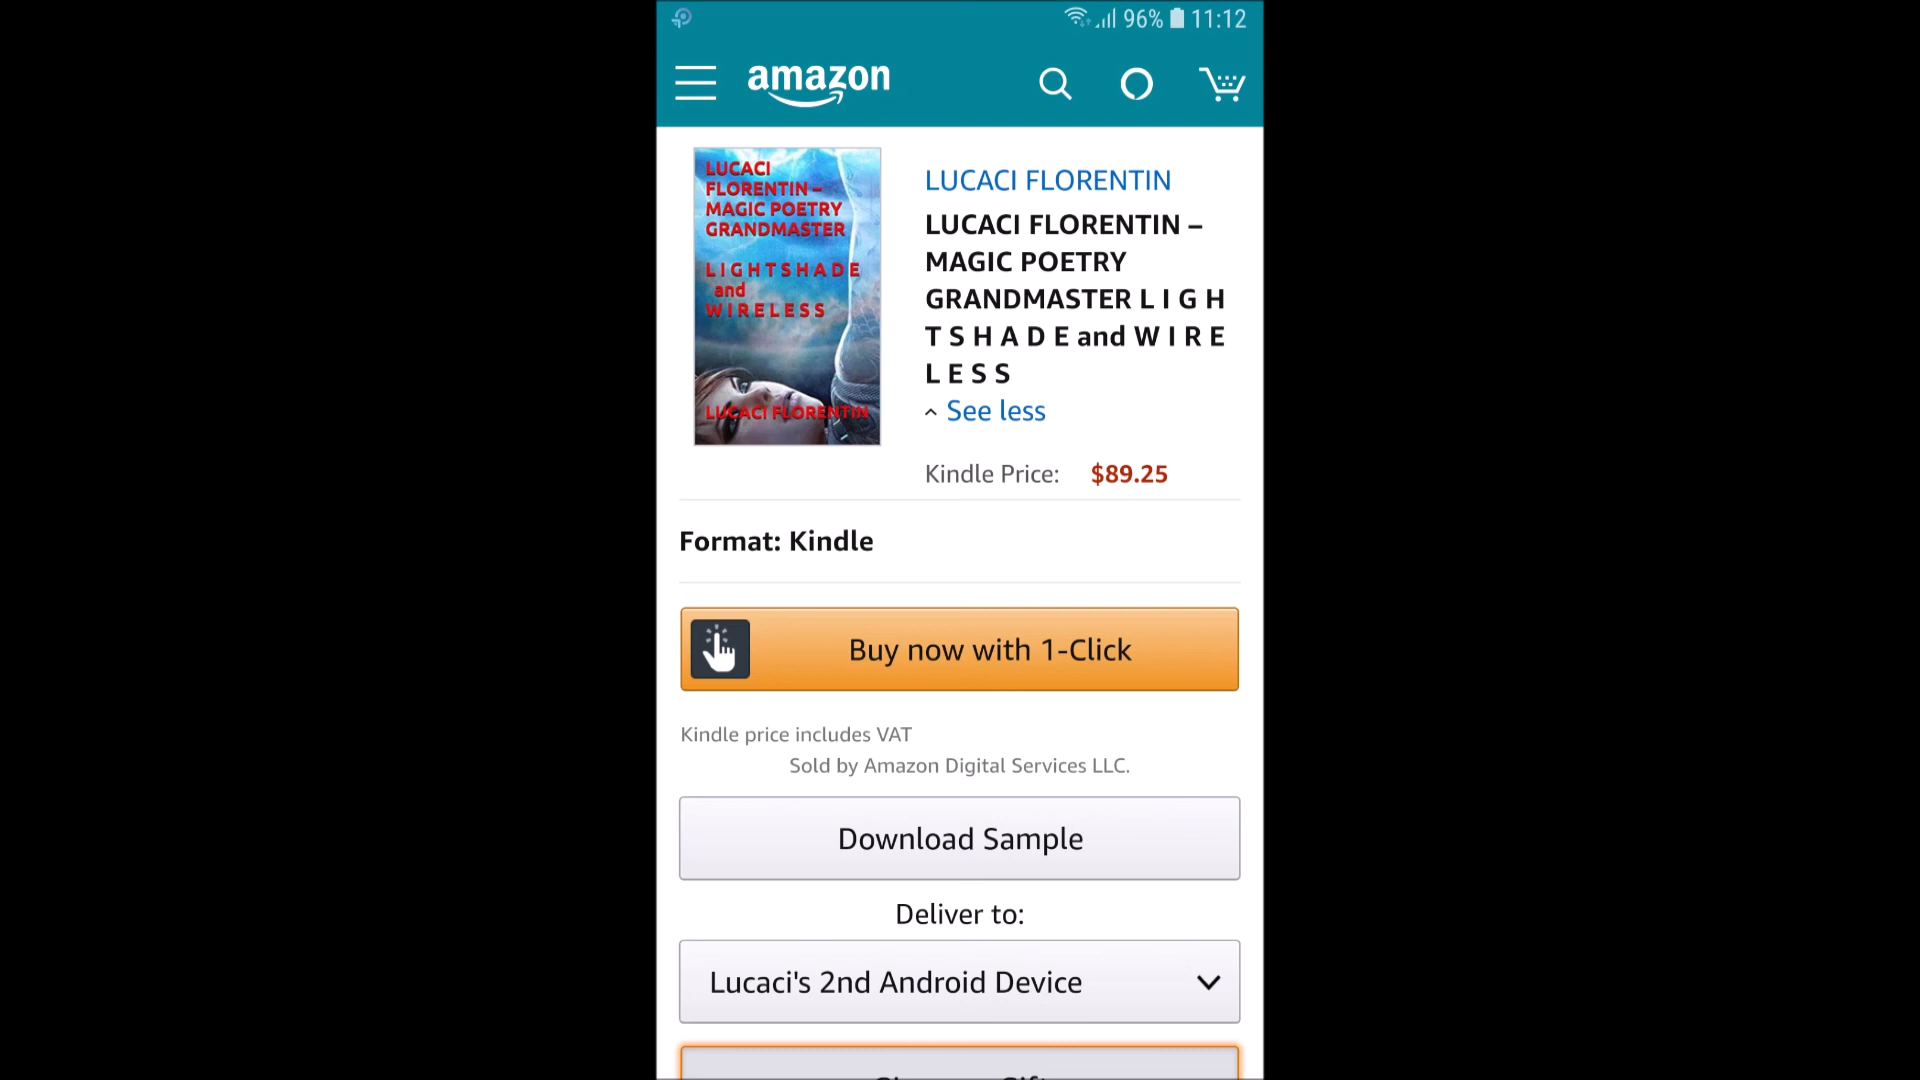 96% 11:12
amazon
LUCACI
FLORENTIN –
MAGIC POETRY
GRANDMASTER
L I G H T S H A D E
and
W I R E L E S S
LUCACI FLORENTIN
LUCACI FLORENTIN
LUCACI FLORENTIN –
MAGIC POETRY
GRANDMASTER L I G H
T S H A D E and W I R E
L E S S
See less
Kindle Price: $89.25
Format: Kindle
Buy now with 1-Click
Kindle price includes VAT
Sold by Amazon Digital Services LLC.
Download Sample
Deliver to:
Lucaci's 2nd Android Device